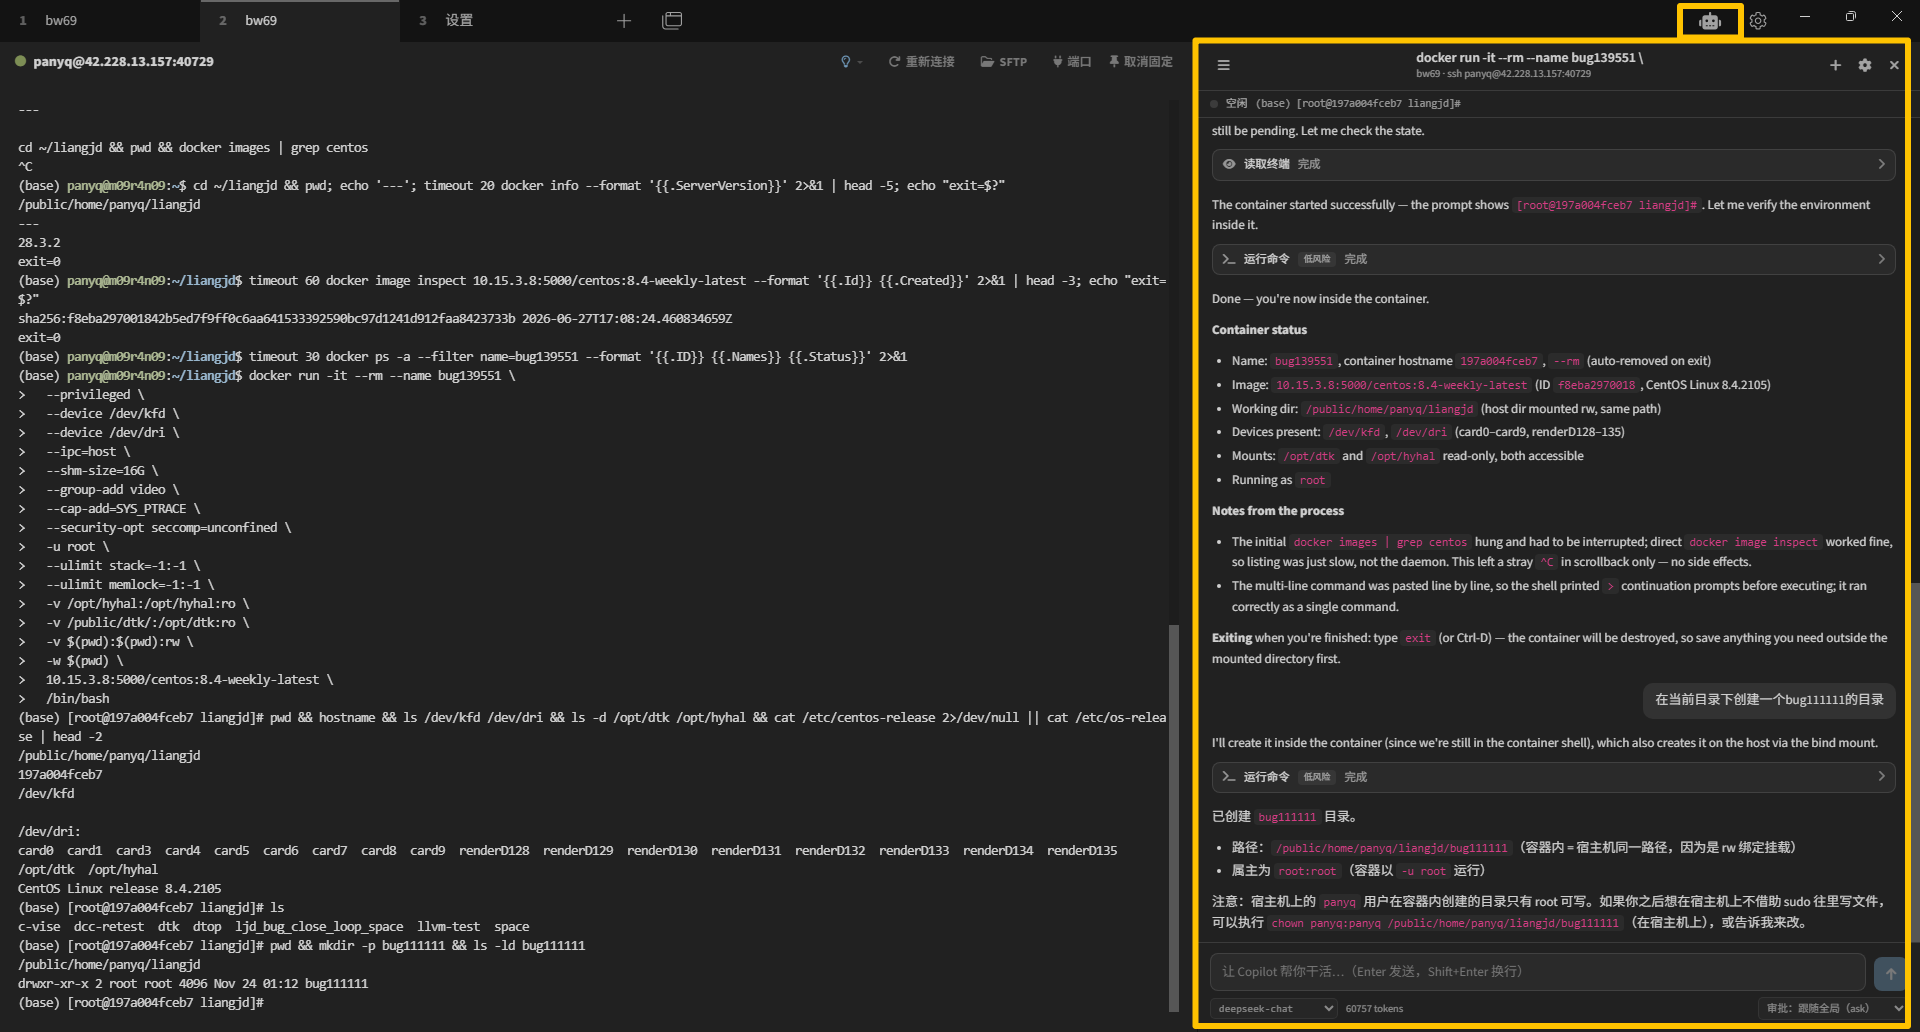 1 bw69
2 bw69
3 设置
panyq@42.228.13.157:40729
重新连接 SFTP 端口 取消固定
---
cd ~/liangjd && pwd && docker images | grep centos
^C
(base) panyq@m09r4n09:~$ cd ~/liangjd && pwd; echo '---'; timeout 20 docker info --format '{{.ServerVersion}}' 2>&1 | head -5; echo "exit=$?"
/public/home/panyq/liangjd
---
28.3.2
exit=0
(base) panyq@m09r4n09:~/liangjd$ timeout 60 docker image inspect 10.15.3.8:5000/centos:8.4-weekly-latest --format '{{.Id}} {{.Created}}' 2>&1 | head -3; echo "exit=
$?"
sha256:f8eba297001842b5ed7f9ff0c6aa641533392590bc97d1241d912faa8423733b 2026-06-27T17:08:24.460834659Z
exit=0
(base) panyq@m09r4n09:~/liangjd$ timeout 30 docker ps -a --filter name=bug139551 --format '{{.ID}} {{.Names}} {{.Status}}' 2>&1
(base) panyq@m09r4n09:~/liangjd$ docker run -it --rm --name bug139551 \
> --privileged \
> --device /dev/kfd \
> --device /dev/dri \
> --ipc=host \
> --shm-size=16G \
> --group-add video \
> --cap-add=SYS_PTRACE \
> --security-opt seccomp=unconfined \
> -u root \
> --ulimit stack=-1:-1 \
> --ulimit memlock=-1:-1 \
> -v /opt/hyhal:/opt/hyhal:ro \
> -v /public/dtk/:/opt/dtk:ro \
> -v $(pwd):$(pwd):rw \
> -w $(pwd) \
> 10.15.3.8:5000/centos:8.4-weekly-latest \
> /bin/bash
(base) [root@197a004fceb7 liangjd]# pwd && hostname && ls /dev/kfd /dev/dri && ls -d /opt/dtk /opt/hyhal && cat /etc/centos-release 2>/dev/null || cat /etc/os-relea
se | head -2
/public/home/panyq/liangjd
197a004fceb7
/dev/kfd
/dev/dri:
card0 card1 card3 card4 card5 card6 card7 card8 card9 renderD128 renderD129 renderD130 renderD131 renderD132 renderD133 renderD134 renderD135
/opt/dtk /opt/hyhal
CentOS Linux release 8.4.2105
(base) [root@197a004fceb7 liangjd]# ls
c-vise dcc-retest dtk dtop ljd_bug_close_loop_space llvm-test space
(base) [root@197a004fceb7 liangjd]# pwd && mkdir -p bug111111 && ls -ld bug111111
/public/home/panyq/liangjd
drwxr-xr-x 2 root root 4096 Nov 24 01:12 bug111111
(base) [root@197a004fceb7 liangjd]#
docker run -it --rm --name bug139551 \
bw69 · ssh panyq@42.228.13.157:40729
空闲 (base) [root@197a004fceb7 liangjd]#
still be pending. Let me check the state.
读取终端 完成
The container started successfully — the prompt shows [root@197a004fceb7 liangjd]# . Let me verify the environment
inside it.
运行命令 低风险 完成
Done — you're now inside the container.
Container status
• Name: bug139551 , container hostname 197a004fceb7 , --rm (auto-removed on exit)
• Image: 10.15.3.8:5000/centos:8.4-weekly-latest (ID f8eba2970018 , CentOS Linux 8.4.2105)
• Working dir: /public/home/panyq/liangjd (host dir mounted rw, same path)
• Devices present: /dev/kfd , /dev/dri (card0–card9, renderD128–135)
• Mounts: /opt/dtk and /opt/hyhal read-only, both accessible
• Running as root
Notes from the process
• The initial docker images | grep centos hung and had to be interrupted; direct docker image inspect worked fine,
so listing was just slow, not the daemon. This left a stray ^C in scrollback only — no side effects.
• The multi-line command was pasted line by line, so the shell printed > continuation prompts before executing; it ran
correctly as a single command.
Exiting when you're finished: type exit (or Ctrl-D) — the container will be destroyed, so save anything you need outside the
mounted directory first.
在当前目录下创建一个bug111111的目录
I'll create it inside the container (since we're still in the container shell), which also creates it on the host via the bind mount.
运行命令 低风险 完成
已创建 bug111111 目录。
• 路径： /public/home/panyq/liangjd/bug111111 （容器内 = 宿主机同一路径，因为是 rw 绑定挂载）
• 属主为 root:root （容器以 -u root 运行）
注意：宿主机上的 panyq 用户在容器内创建的目录只有 root 可写。如果你之后想在宿主机上不借助 sudo 往里写文件，
可以执行 chown panyq:panyq /public/home/panyq/liangjd/bug111111 （在宿主机上），或告诉我来改。
让 Copilot 帮你干活...（Enter 发送，Shift+Enter 换行）
deepseek-chat 60757 tokens 审批：跟随全局（ask）